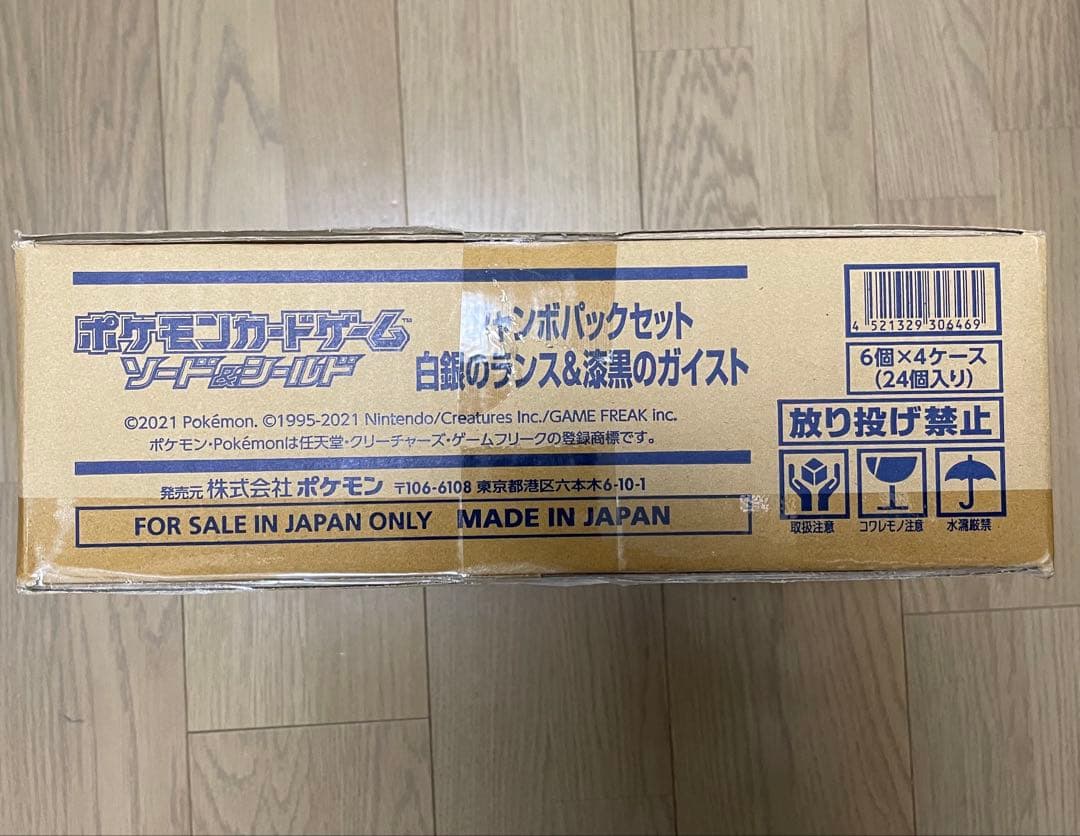 ポケモンカードゲーム™
ソード&シールド
ャンボパックセット
白銀のランス&漆黒のガイスト
©2021 Pokémon. ©1995-2021 Nintendo/Creatures Inc./GAME FREAK inc.
ポケモン・Pokémonは任天堂・クリーチャーズ・ゲームフリークの登録商標です。
発売元 株式会社 ポケモン 〒106-6108 東京都港区六本木6-10-1
FOR SALE IN JAPAN ONLY MADE IN JAPAN
4 521329 306469
6個×4ケース
(24個入り)
放り投げ禁止
取扱注意 コワレモノ注意 水濡厳禁